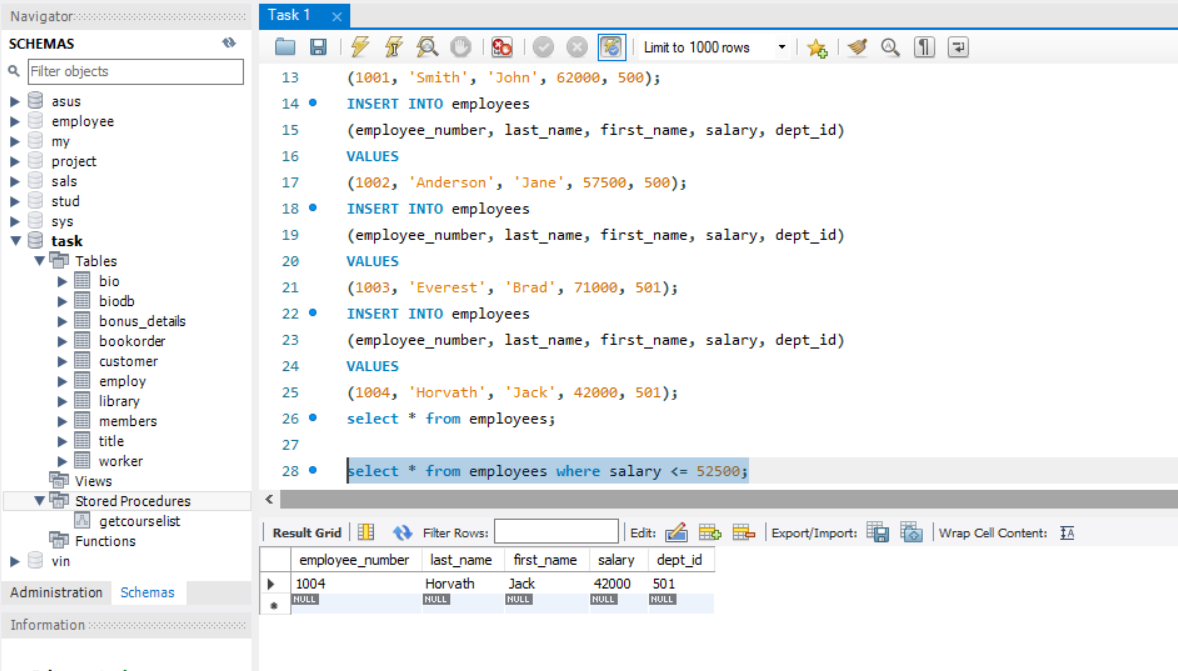 Navigator
SCHEMAS
Filter objects
asus
employee
my
project
sals
stud
sys
task
Tables
bio
biodb
bonus_details
bookorder
customer
employ
library
members
title
worker
Views
Stored Procedures
getcourselist
Functions
vin
Administration Schemas
Information
Task 1
Limit to 1000 rows
13 (1001, 'Smith', 'John', 62000, 500);
14 INSERT INTO employees
15 (employee_number, last_name, first_name, salary, dept_id)
16 VALUES
17 (1002, 'Anderson', 'Jane', 57500, 500);
18 INSERT INTO employees
19 (employee_number, last_name, first_name, salary, dept_id)
20 VALUES
21 (1003, 'Everest', 'Brad', 71000, 501);
22 INSERT INTO employees
23 (employee_number, last_name, first_name, salary, dept_id)
24 VALUES
25 (1004, 'Horvath', 'Jack', 42000, 501);
26 select * from employees;
27
28 select * from employees where salary <= 52500;
Result Grid Filter Rows: Edit: Export/Import: Wrap Cell Content:
employee_number last_name first_name salary dept_id
1004 Horvath Jack 42000 501
NULL NULL NULL NULL NULL